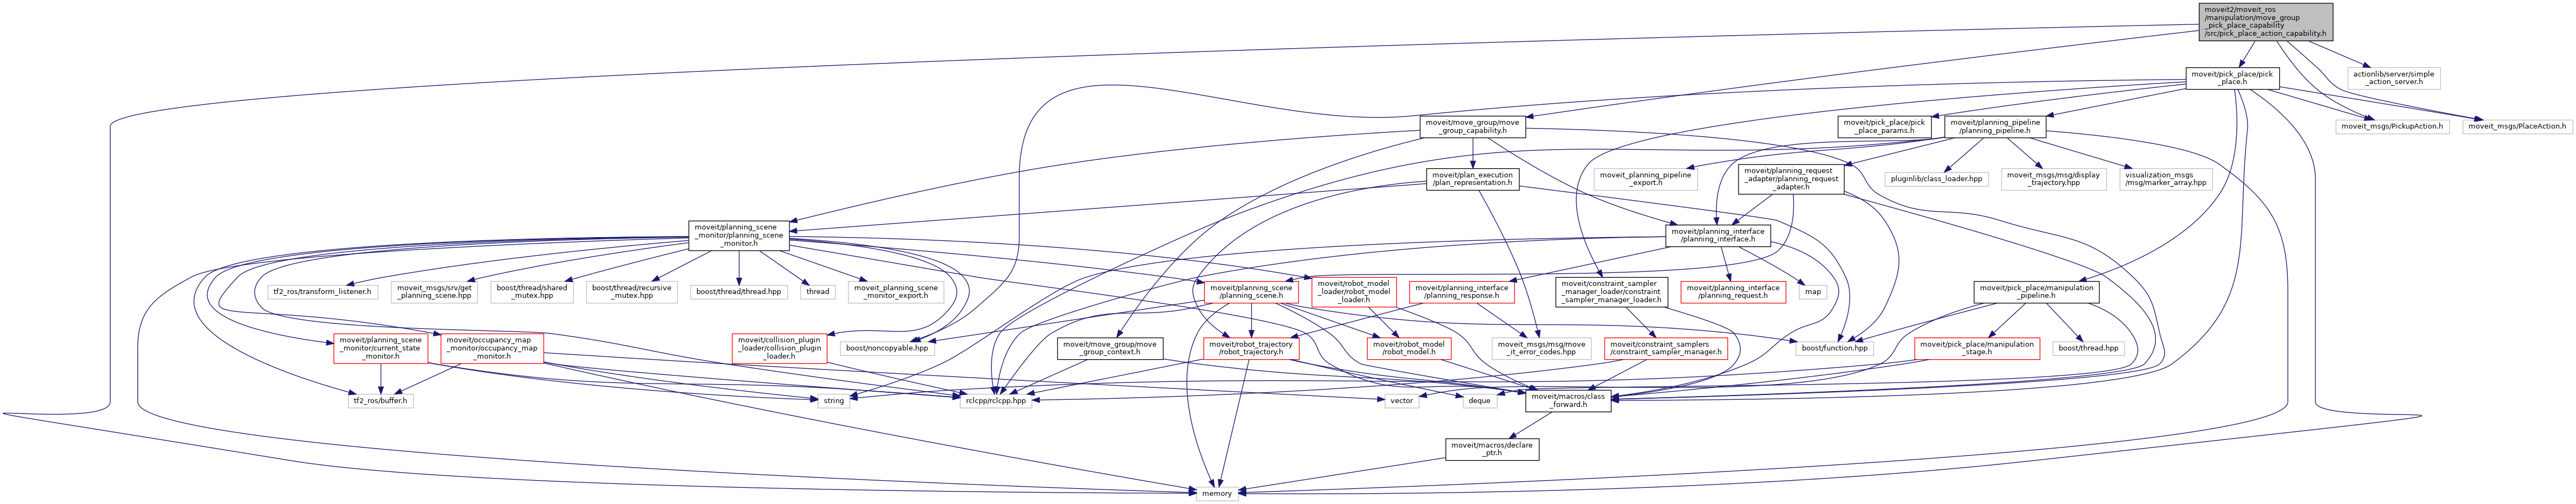 moveit2/moveit_ros
/manipulation/move_group
_pick_place_capability
/src/pick_place_action_capability.h
moveit/pick_place/pick
_place.h
actionlib/server/simple
_action_server.h
moveit/move_group/move
_group_capability.h
moveit/pick_place/pick
_place_params.h
moveit/planning_pipeline
/planning_pipeline.h
moveit_msgs/PickupAction.h
moveit_msgs/PlaceAction.h
moveit/plan_execution
/plan_representation.h
moveit_planning_pipeline
_export.h
moveit/planning_request
_adapter/planning_request
_adapter.h
pluginlib/class_loader.hpp
moveit_msgs/msg/display
_trajectory.hpp
visualization_msgs
/msg/marker_array.hpp
moveit/planning_scene
_monitor/planning_scene
_monitor.h
moveit/planning_interface
/planning_interface.h
tf2_ros/transform_listener.h
moveit_msgs/srv/get
_planning_scene.hpp
boost/thread/shared
_mutex.hpp
boost/thread/recursive
_mutex.hpp
boost/thread/thread.hpp
thread
moveit_planning_scene
_monitor_export.h
moveit/planning_scene
/planning_scene.h
moveit/robot_model
_loader/robot_model
_loader.h
moveit/planning_interface
/planning_response.h
moveit/constraint_sampler
_manager_loader/constraint
_sampler_manager_loader.h
moveit/planning_interface
/planning_request.h
map
moveit/pick_place/manipulation
_pipeline.h
moveit/planning_scene
_monitor/current_state
_monitor.h
moveit/occupancy_map
_monitor/occupancy_map
_monitor.h
moveit/collision_plugin
_loader/collision_plugin
_loader.h
boost/noncopyable.hpp
moveit/move_group/move
_group_context.h
moveit/robot_trajectory
/robot_trajectory.h
moveit/robot_model
/robot_model.h
moveit_msgs/msg/move
_it_error_codes.hpp
moveit/constraint_samplers
/constraint_sampler_manager.h
boost/function.hpp
moveit/pick_place/manipulation
_stage.h
boost/thread.hpp
tf2_ros/buffer.h
string
rclcpp/rclcpp.hpp
vector
deque
moveit/macros/class
_forward.h
moveit/macros/declare
_ptr.h
memory